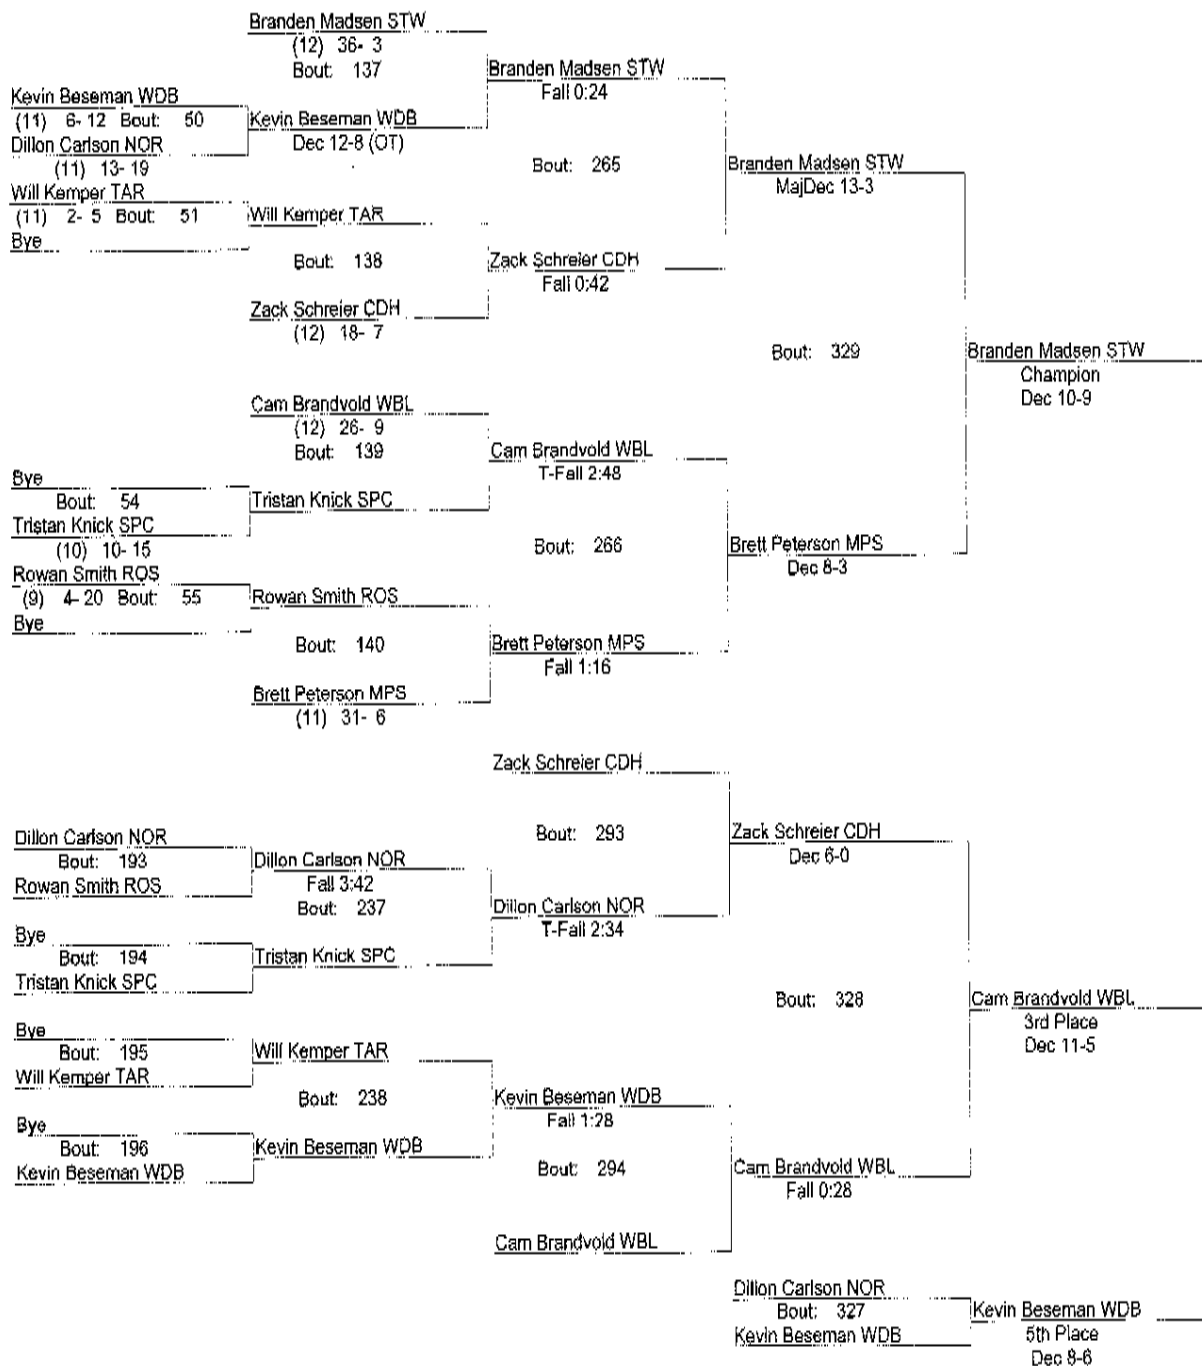 Branden Madsen STW
(12) 36- 3
Bout: 137
Branden Madsen STW
Fall 0:24
Kevin Beseman WDB
(11) 6- 12 Bout: 50
Kevin Beseman WDB
Dec 12-8 (OT)
Dillon Carlson NOR
(11) 13- 19
Bout: 265
Branden Madsen STW
MajDec 13-3
Will Kemper TAR
(11) 2- 5 Bout: 51
Will Kemper TAR
Bye
Bout: 138
Zack Schreier CDH
Fall 0:42
Zack Schreier CDH
(12) 18- 7
Bout: 329
Branden Madsen STW
Champion
Dec 10-9
Cam Brandvold WBL
(12) 26- 9
Bout: 139
Cam Brandvold WBL
T-Fall 2:48
Bye
Bout: 54
Tristan Knick SPC
Tristan Knick SPC
(10) 10- 15
Bout: 266
Brett Peterson MPS
Dec 8-3
Rowan Smith ROS
(9) 4- 20 Bout: 55
Rowan Smith ROS
Bye
Bout: 140
Brett Peterson MPS
Fall 1:16
Brett Peterson MPS
(11) 31- 6
Zack Schreier CDH
Bout: 293
Zack Schreier CDH
Dec 6-0
Dillon Carlson NOR
Bout: 193
Dillon Carlson NOR
Fall 3:42
Rowan Smith ROS
Bout: 237
Dillon Carlson NOR
T-Fall 2:34
Bye
Bout: 194
Tristan Knick SPC
Tristan Knick SPC
Bout: 328
Cam Brandvold WBL
3rd Place
Dec 11-5
Bye
Bout: 195
Will Kemper TAR
Will Kemper TAR
Bout: 238
Kevin Beseman WDB
Fall 1:28
Bye
Bout: 196
Kevin Beseman WDB
Kevin Beseman WDB
Bout: 294
Cam Brandvold WBL
Fall 0:28
Cam Brandvold WBL
Dillon Carlson NOR
Bout: 327
Kevin Beseman WDB
Kevin Beseman WDB
5th Place
Dec 8-6